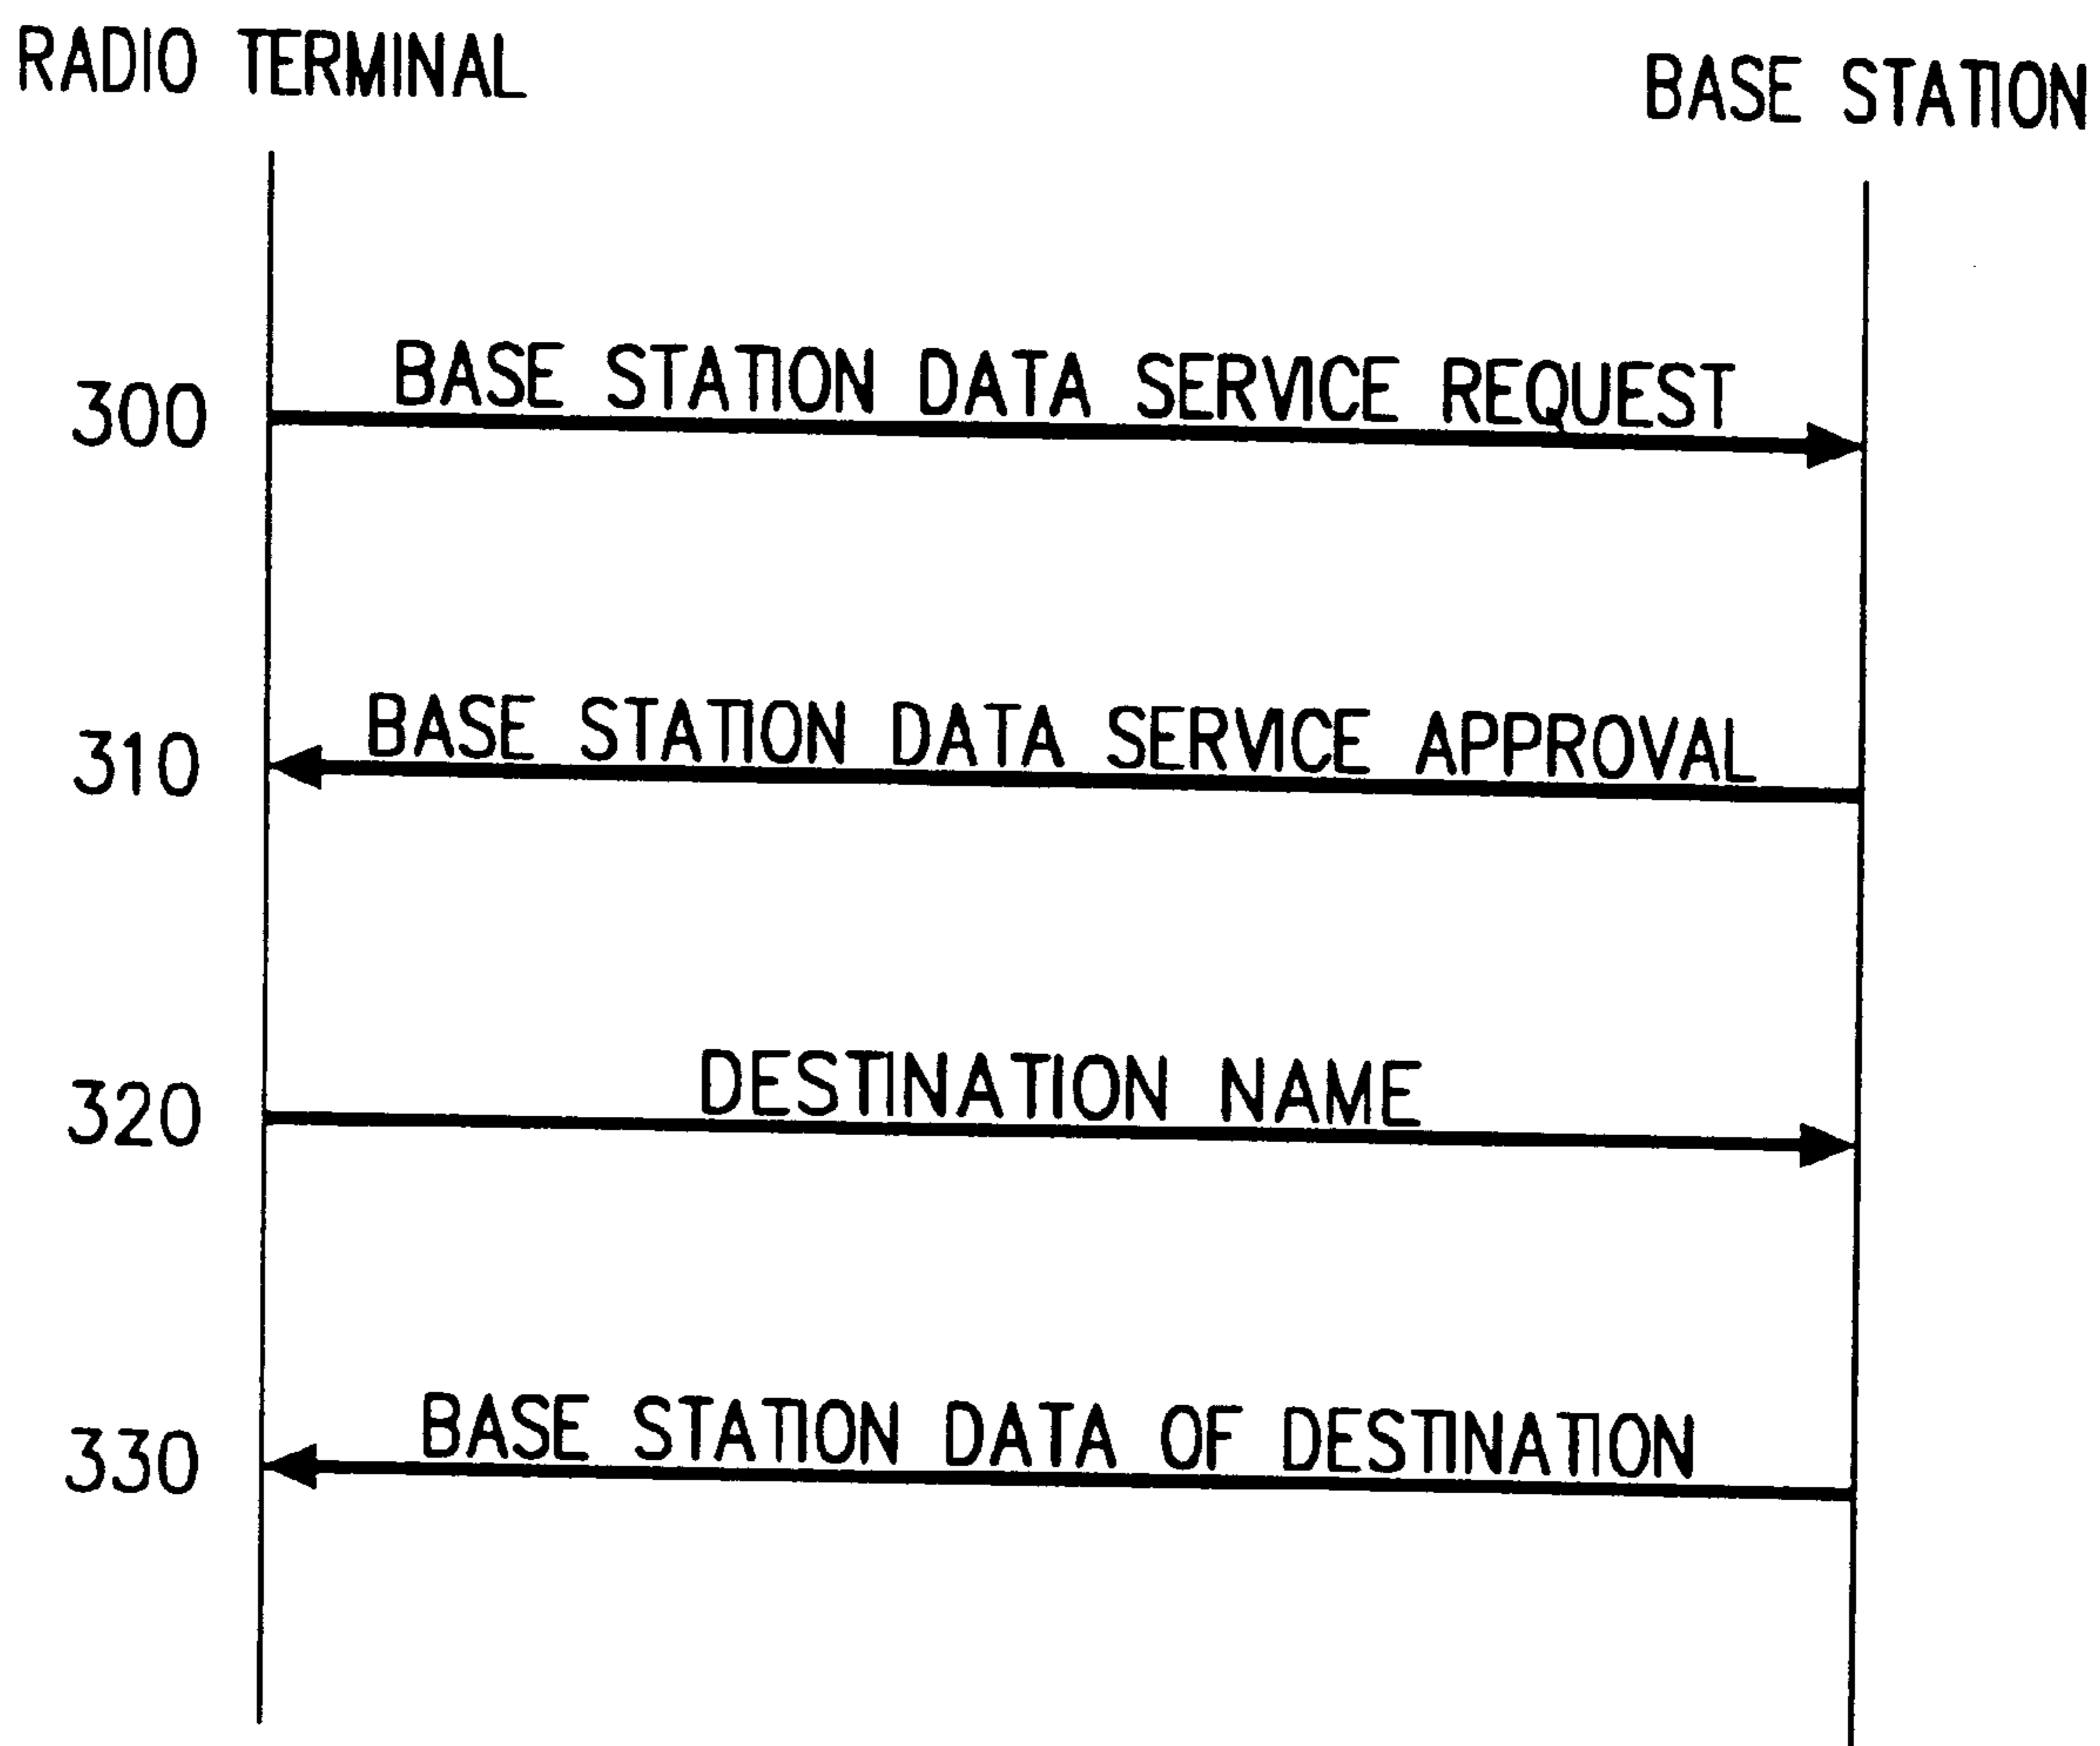 RADIO TERMINAL
BASE STATION
300
BASE STATION DATA SERVICE REQUEST
310
BASE STATION DATA SERVICE APPROVAL
320
DESTINATION NAME
330
BASE STATION DATA OF DESTINATION